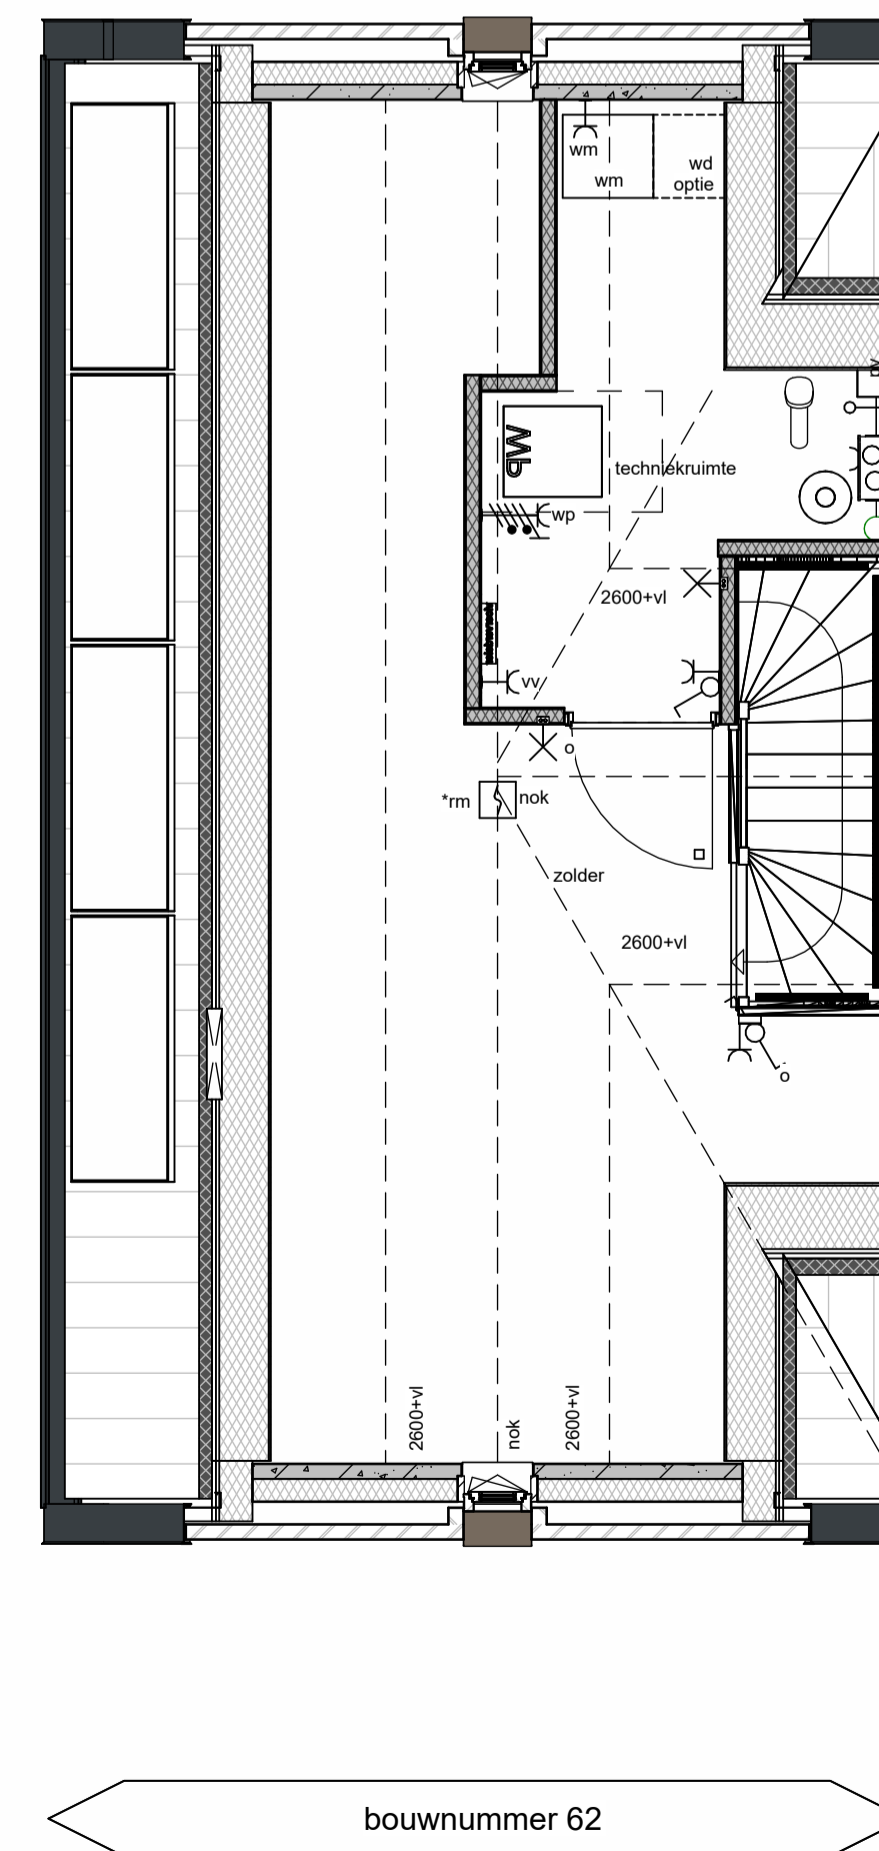 wm
wm
wd
optie
WP
techniekruimte
wp
2600+vl
vv
o
*rm
nok
zolder
2600+vl
o
2600+vl
nok
2600+vl
bouwnummer 62